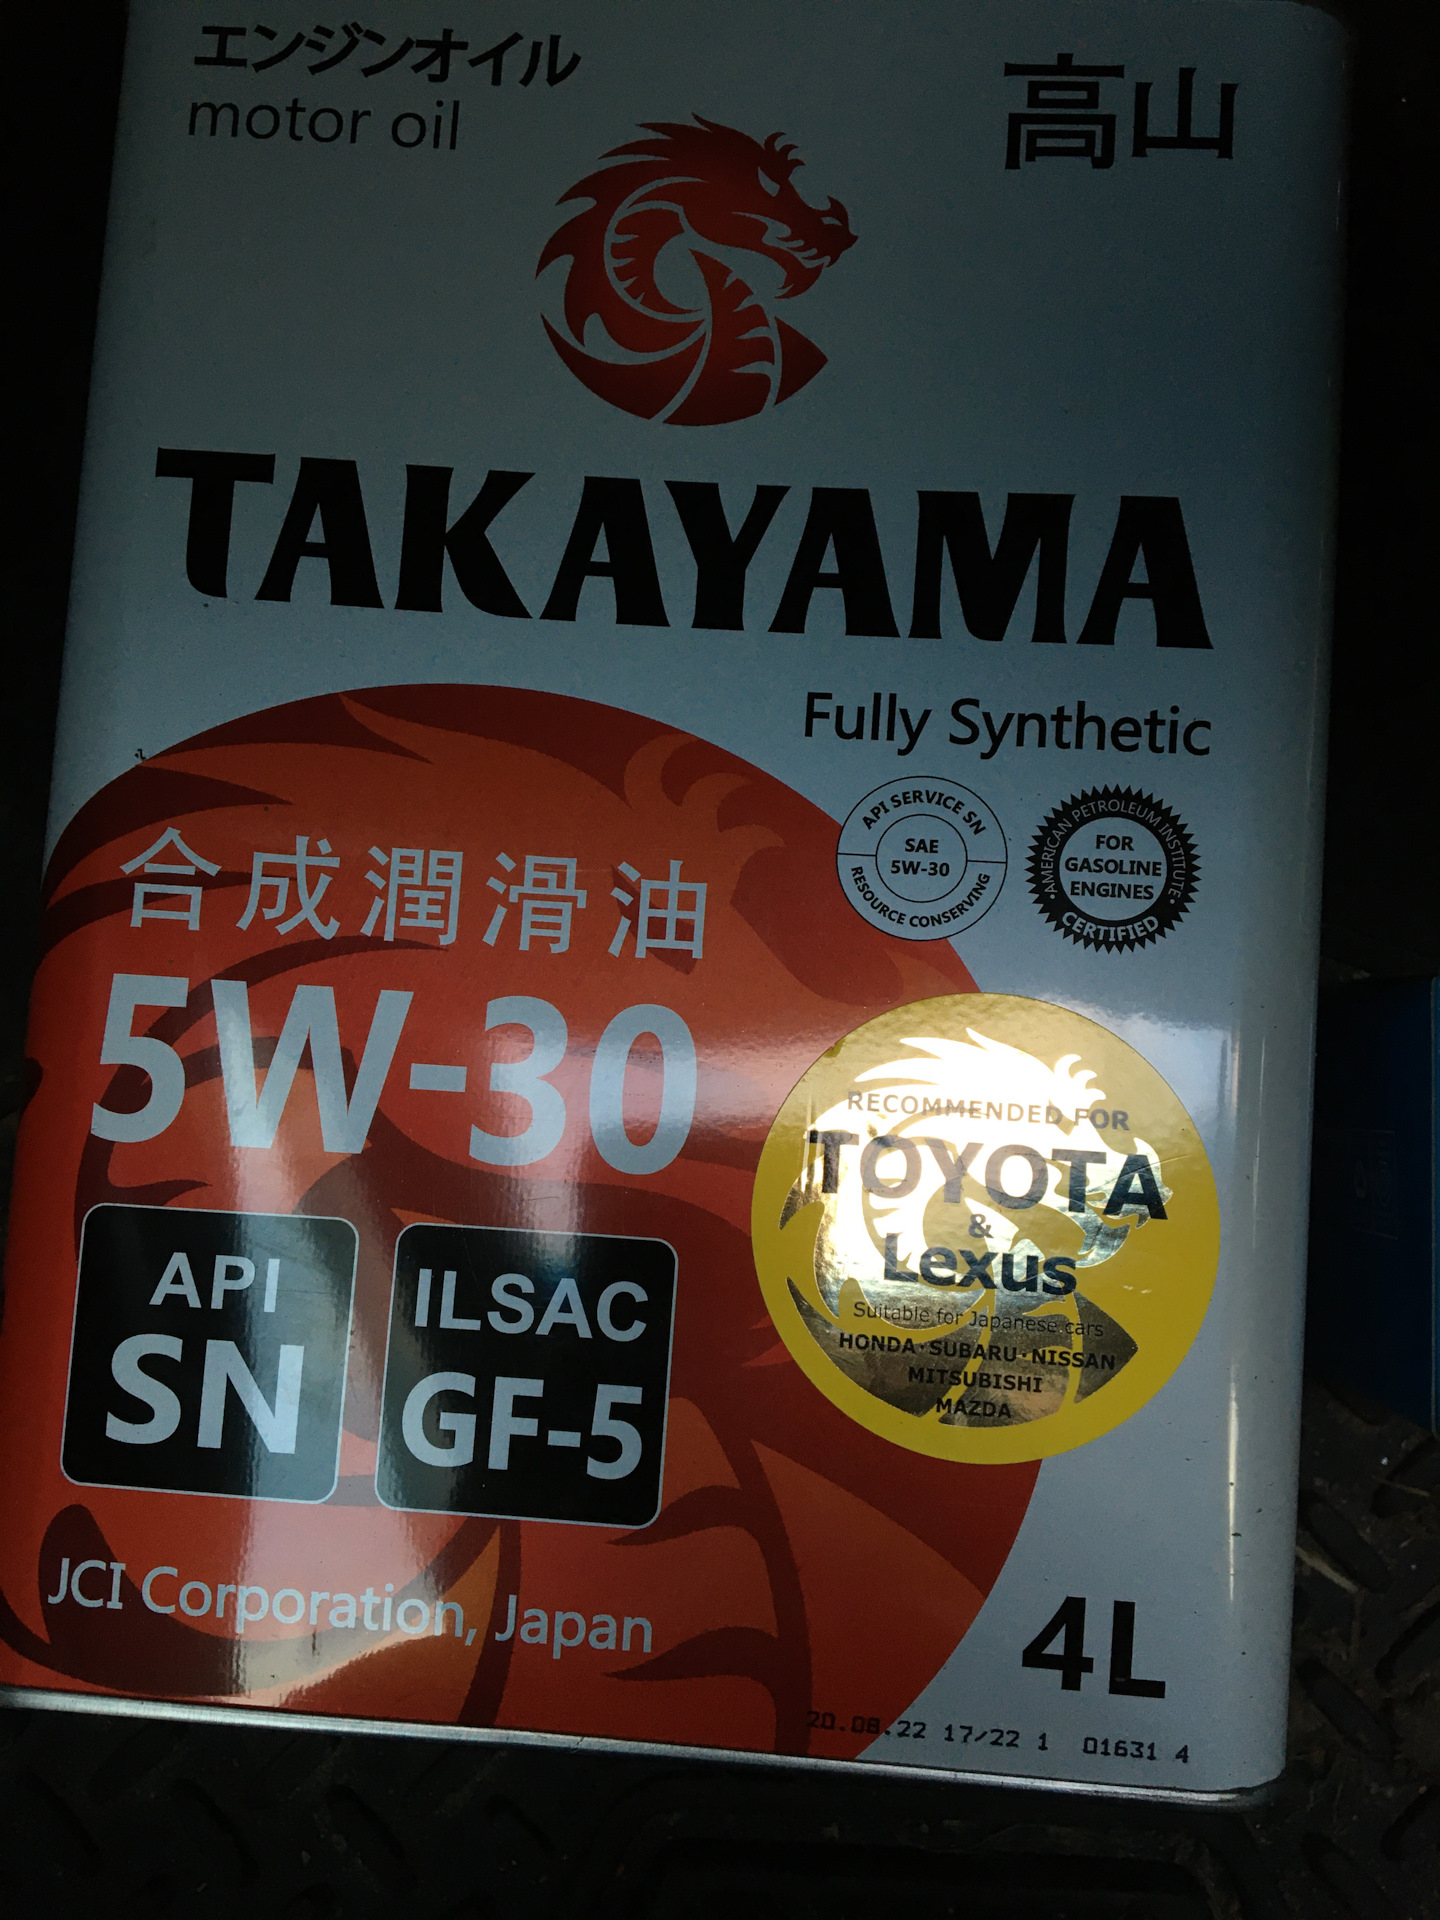 エンジンオイル
motor oil
高山
TAKAYAMA
Fully Synthetic
API SERVICE SN
SAE
5W-30
RESOURCE CONSERVING
AMERICAN PETROLEUM INSTITUTE
FOR
GASOLINE
ENGINES
CERTIFIED
合成潤滑油
5W-30
API
SN
ILSAC
GF-5
RECOMMENDED FOR
TOYOTA
&
Lexus
Suitable for Japanese cars
HONDA·SUBARU·NISSAN
MITSUBISHI
MAZDA
JCI Corporation, Japan
4L
20.08.22 17/22 1 01631 4